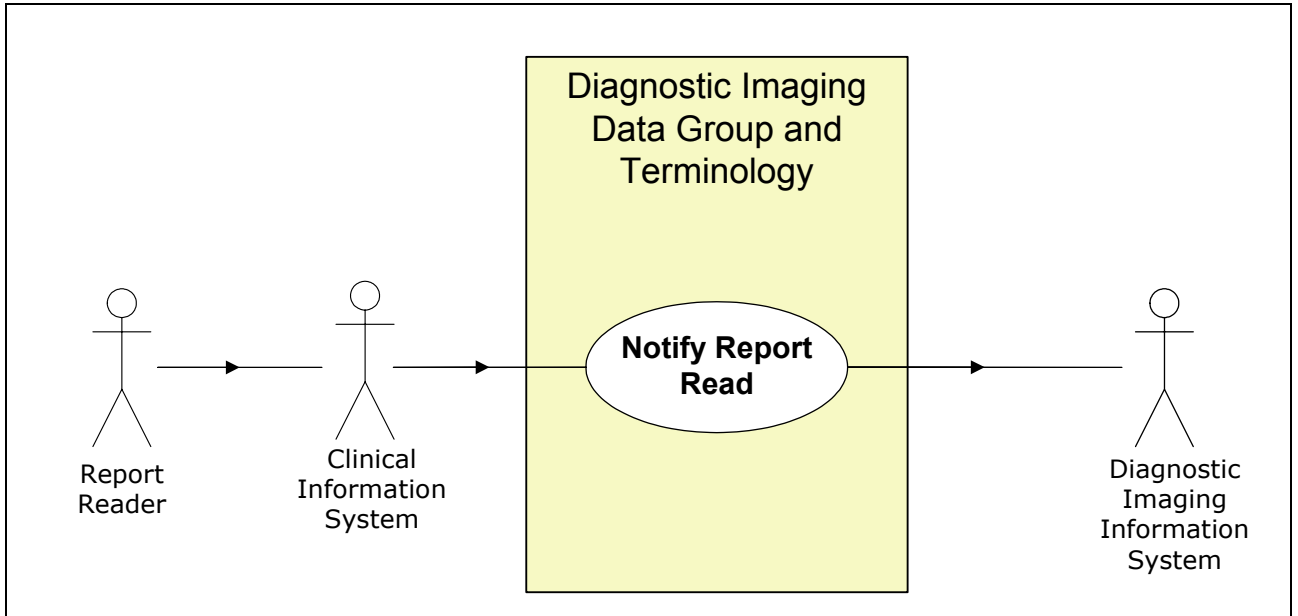 Diagnostic Imaging
Data Group and
Terminology
Notify Report
Read
Report
Reader
Clinical
Information
System
Diagnostic
Imaging
Information
System